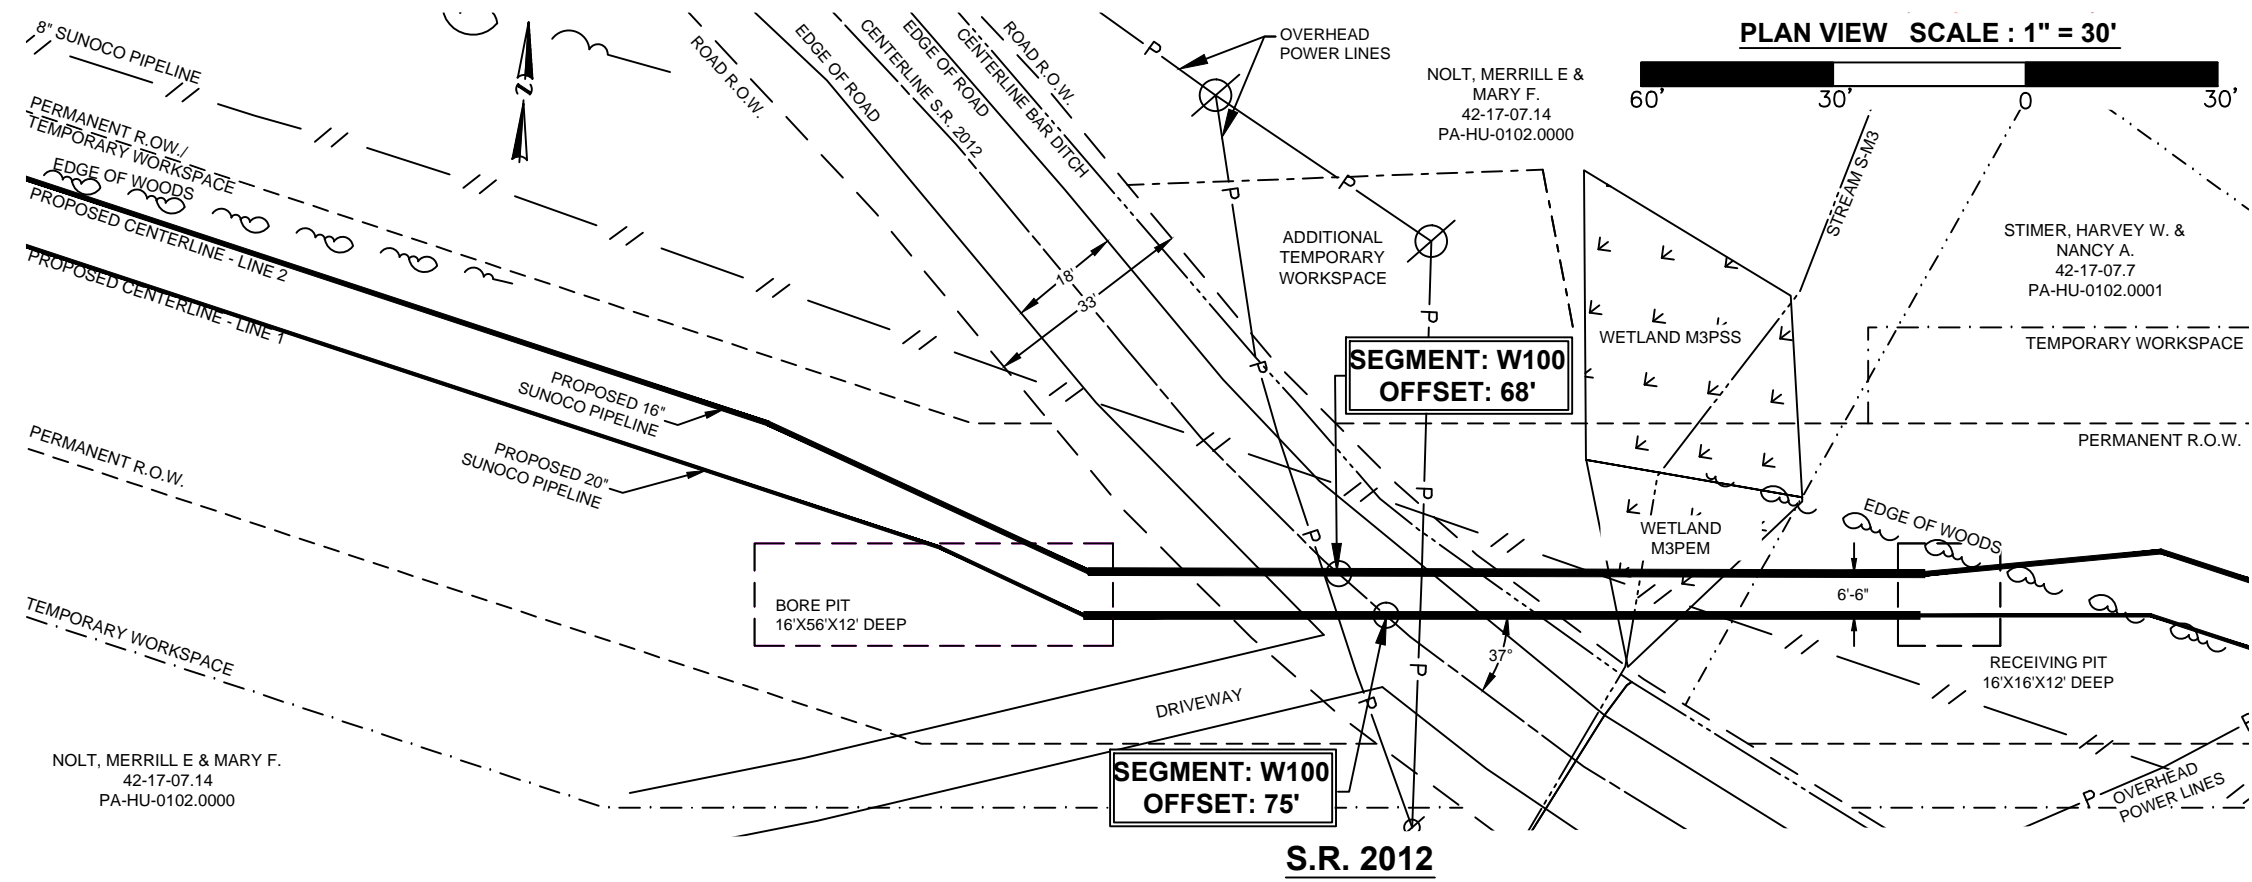 PLAN VIEW SCALE : 1" = 30'
60'
30'
0
30'
8" SUNOCO PIPELINE
PERMANENT R.OW./
TEMPORARY WORKSPACE
EDGE OF WOODS
PROPOSED CENTERLINE - LINE 2
PROPOSED CENTERLINE - LINE 1
N
ROAD R.O.W.
EDGE OF ROAD
CENTERLINE S.R. 2012
EDGE OF ROAD
CENTERLINE BAR DITCH
ROAD R.O.W.
P
OVERHEAD
POWER LINES
NOLT, MERRILL E &
MARY F.
42-17-07.14
PA-HU-0102.0000
P
P
ADDITIONAL
TEMPORARY
WORKSPACE
STREAM S-M3
STIMER, HARVEY W. &
NANCY A.
42-17-07.7
PA-HU-0102.0001
18'
33'
P
P
WETLAND M3PSS
TEMPORARY WORKSPACE
SEGMENT: W100
OFFSET: 68'
PROPOSED 16"
SUNOCO PIPELINE
PROPOSED 20"
SUNOCO PIPELINE
PERMANENT R.O.W.
PERMANENT R.O.W.
P
P
WETLAND
M3PEM
EDGE OF WOODS
6'-6"
BORE PIT
16'X56'X12' DEEP
TEMPORARY WORKSPACE
37°
P
P
RECEIVING PIT
16'X16'X12' DEEP
DRIVEWAY
NOLT, MERRILL E & MARY F.
42-17-07.14
PA-HU-0102.0000
SEGMENT: W100
OFFSET: 75'
P
P
OVERHEAD
POWER LINES
S.R. 2012